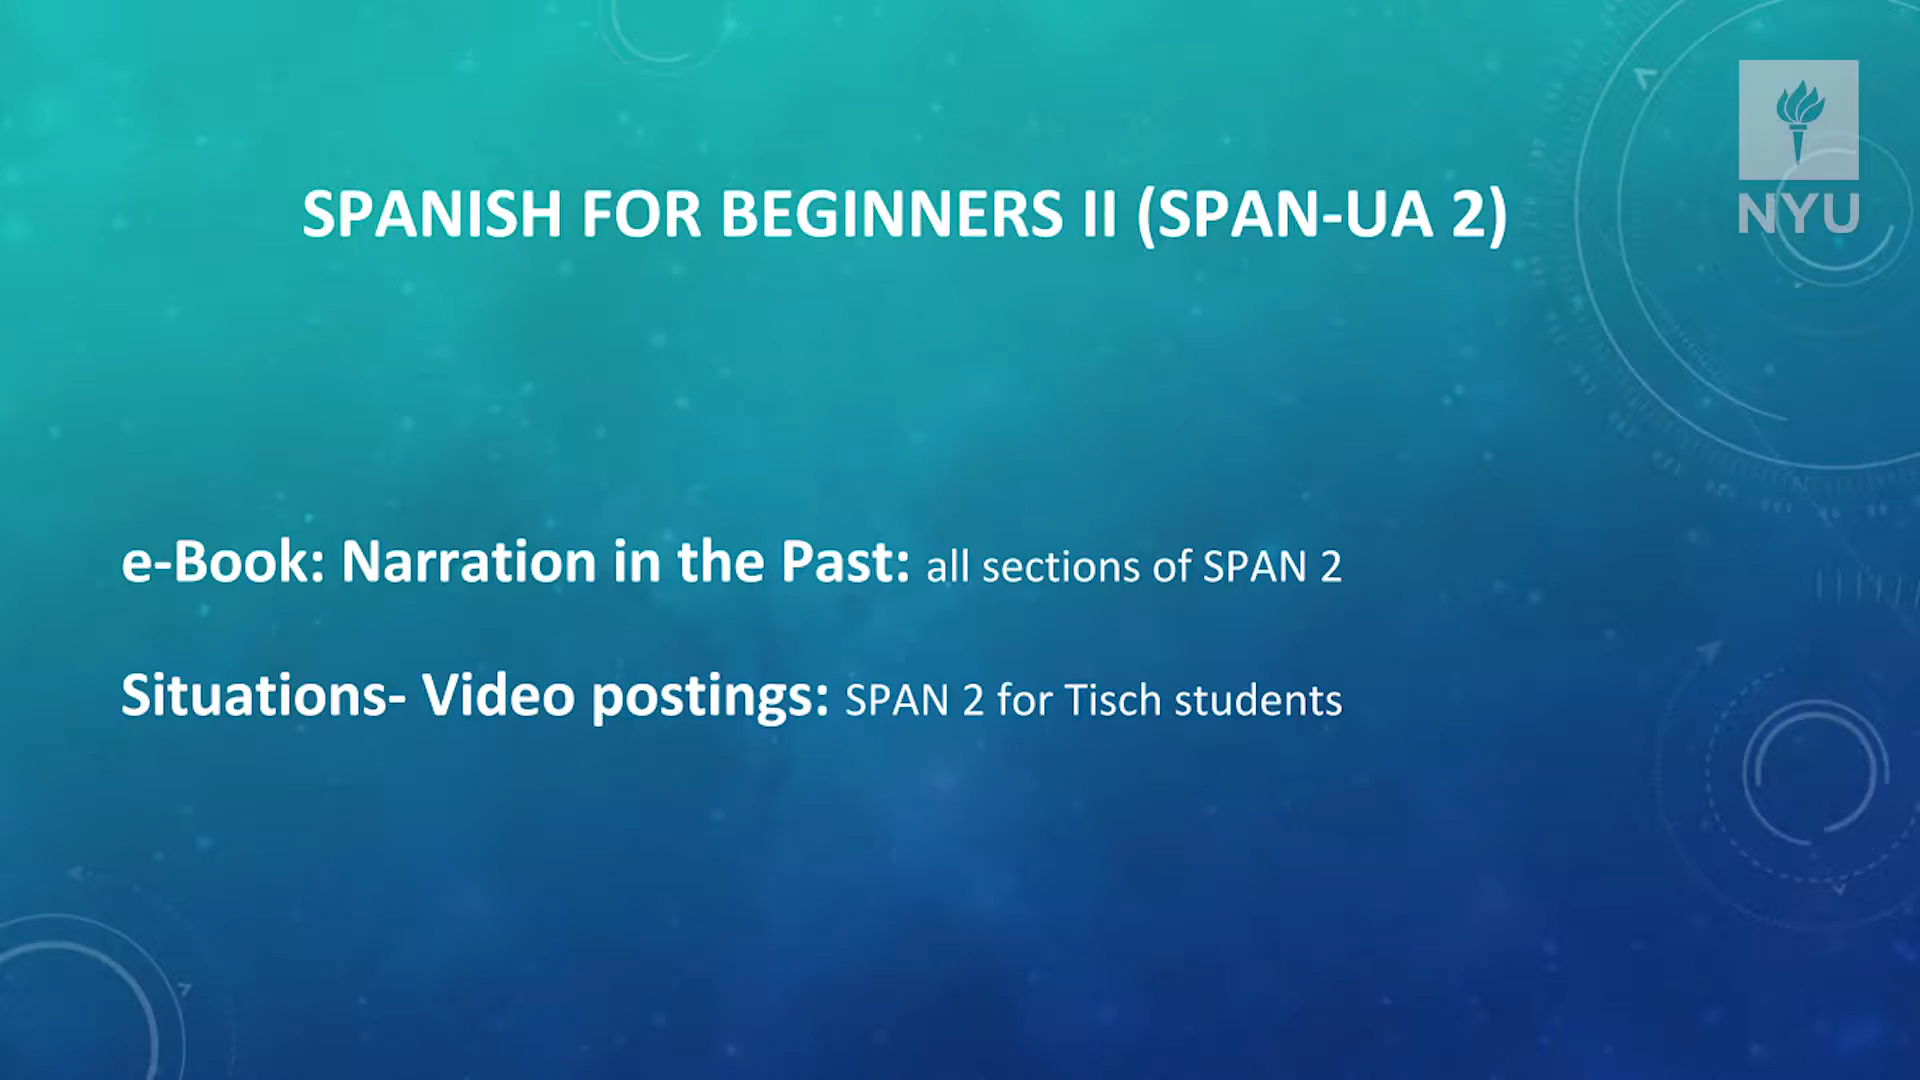 NYU
SPANISH FOR BEGINNERS II (SPAN-UA 2)
e-Book: Narration in the Past: all sections of SPAN 2
Situations- Video postings: SPAN 2 for Tisch students